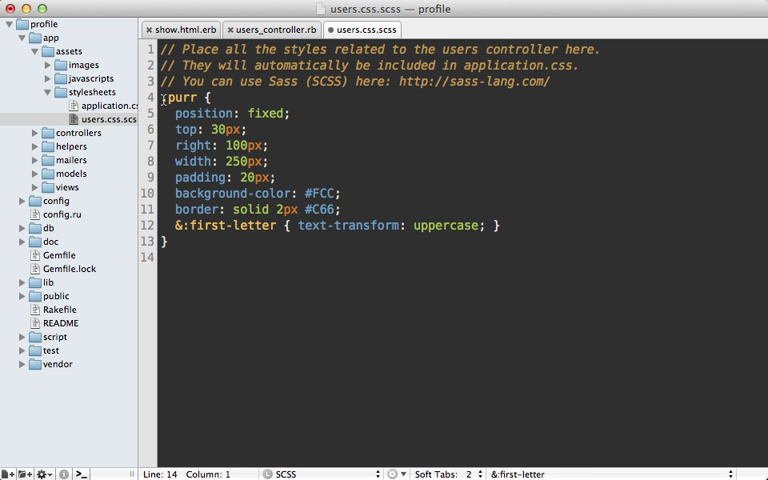 users.css.scss — profile
profile
app
assets
images
javascripts
stylesheets
application.cs
users.css.scs
controllers
helpers
mailers
models
views
config
config.ru
db
doc
Gemfile
Gemfile.lock
lib
public
Rakefile
README
script
test
vendor
show.html.erb users_controller.rb users.css.scss
1 // Place all the styles related to the users controller here.
2 // They will automatically be included in application.css.
3 // You can use Sass (SCSS) here: http://sass-lang.com/
4 .purr {
5 position: fixed;
6 top: 30px;
7 right: 100px;
8 width: 250px;
9 padding: 20px;
10 background-color: #FCC;
11 border: solid 2px #C66;
12 &:first-letter { text-transform: uppercase; }
13 }
14
Line: 14 Column: 1 L SCSS Soft Tabs: 2 &:first-letter